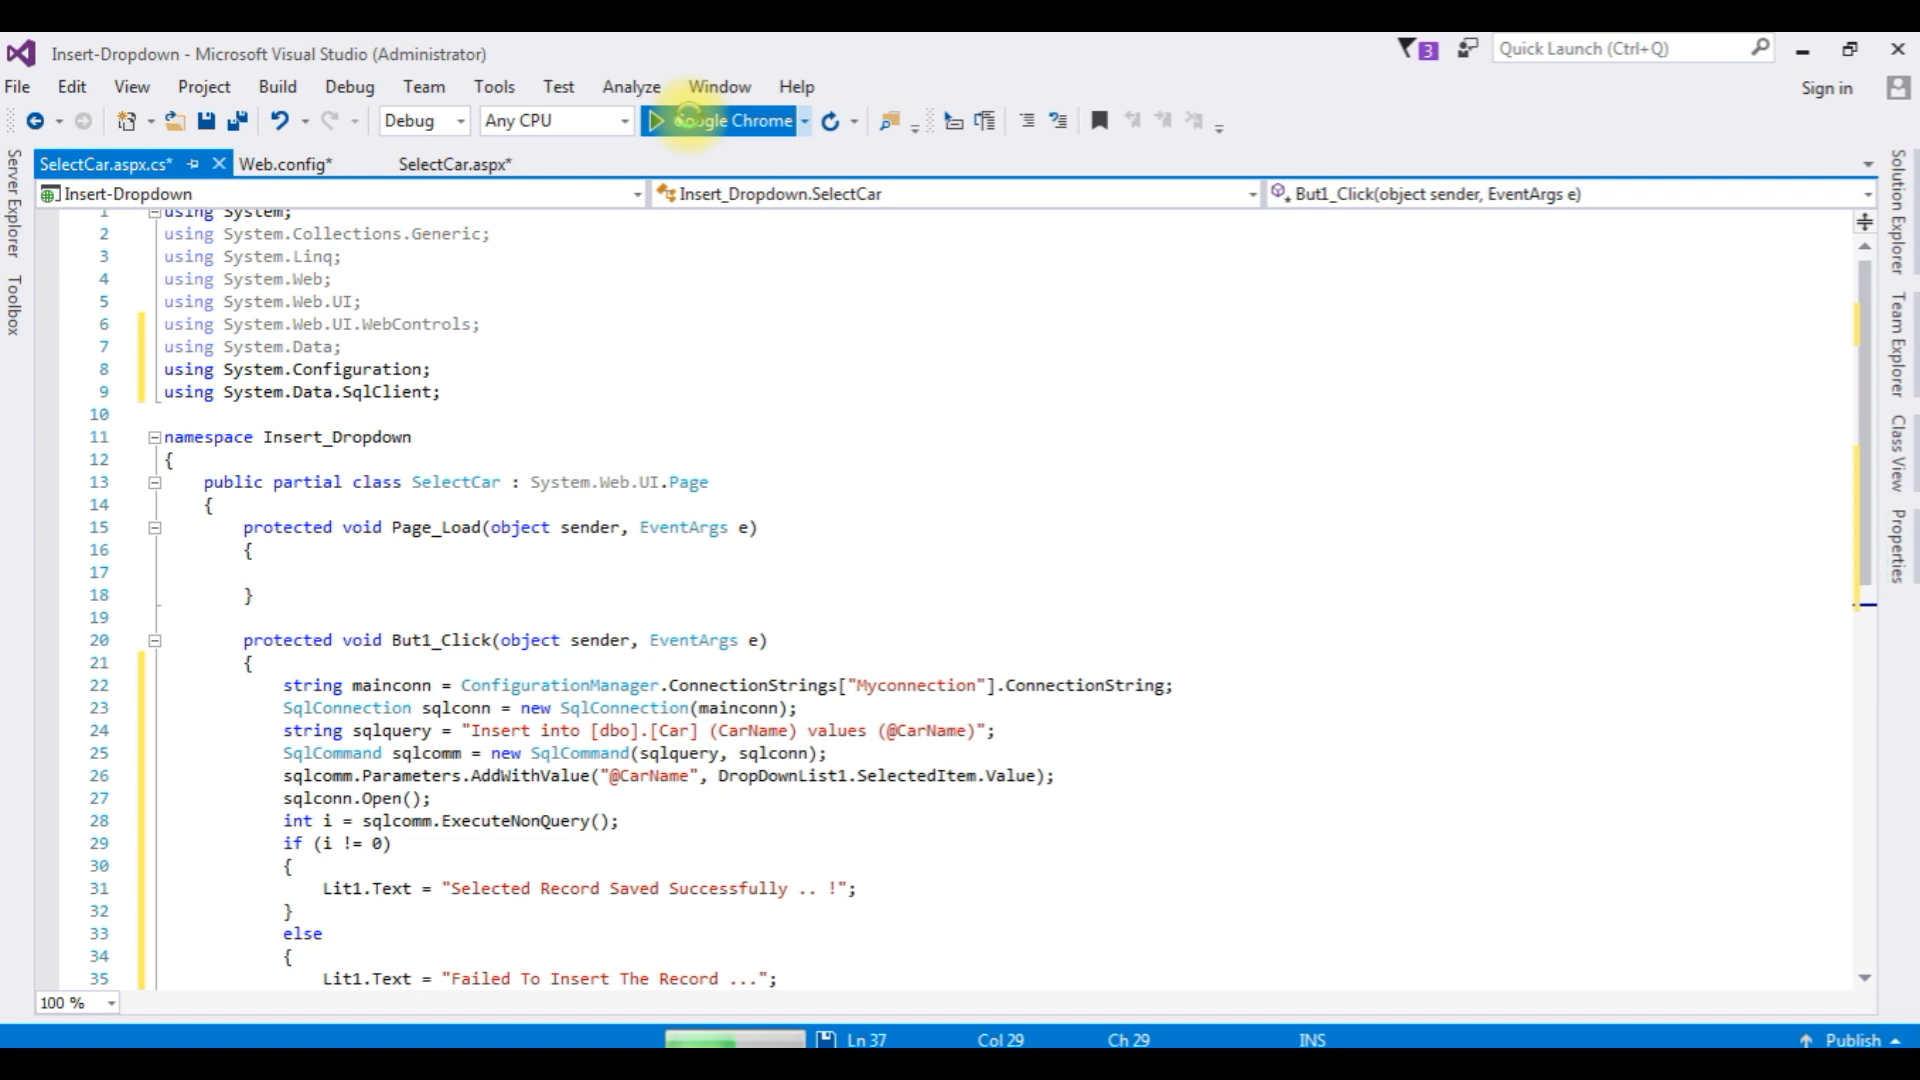 Insert-Dropdown - Microsoft Visual Studio (Administrator)
3
Quick Launch (Ctrl+Q)
File Edit View Project Build Debug Team Tools Test Analyze Window Help
Sign in
Debug Any CPU Google Chrome
SelectCar.aspx.cs* Web.config* SelectCar.aspx*
Insert-Dropdown Insert_Dropdown.SelectCar But1_Click(object sender, EventArgs e)
Server Explorer
Toolbox
Solution Explorer
Team Explorer
Class View
Properties
1 using System;
2 using System.Collections.Generic;
3 using System.Linq;
4 using System.Web;
5 using System.Web.UI;
6 using System.Web.UI.WebControls;
7 using System.Data;
8 using System.Configuration;
9 using System.Data.SqlClient;
10
11 namespace Insert_Dropdown
12 {
13 public partial class SelectCar : System.Web.UI.Page
14 {
15 protected void Page_Load(object sender, EventArgs e)
16 {
17
18 }
19
20 protected void But1_Click(object sender, EventArgs e)
21 {
22 string mainconn = ConfigurationManager.ConnectionStrings["Myconnection"].ConnectionString;
23 SqlConnection sqlconn = new SqlConnection(mainconn);
24 string sqlquery = "Insert into [dbo].[Car] (CarName) values (@CarName)";
25 SqlCommand sqlcomm = new SqlCommand(sqlquery, sqlconn);
26 sqlcomm.Parameters.AddWithValue("@CarName", DropDownList1.SelectedItem.Value);
27 sqlconn.Open();
28 int i = sqlcomm.ExecuteNonQuery();
29 if (i != 0)
30 {
31 Lit1.Text = "Selected Record Saved Successfully .. !";
32 }
33 else
34 {
35 Lit1.Text = "Failed To Insert The Record ...";
100 %
Ln 37 Col 29 Ch 29 INS Publish